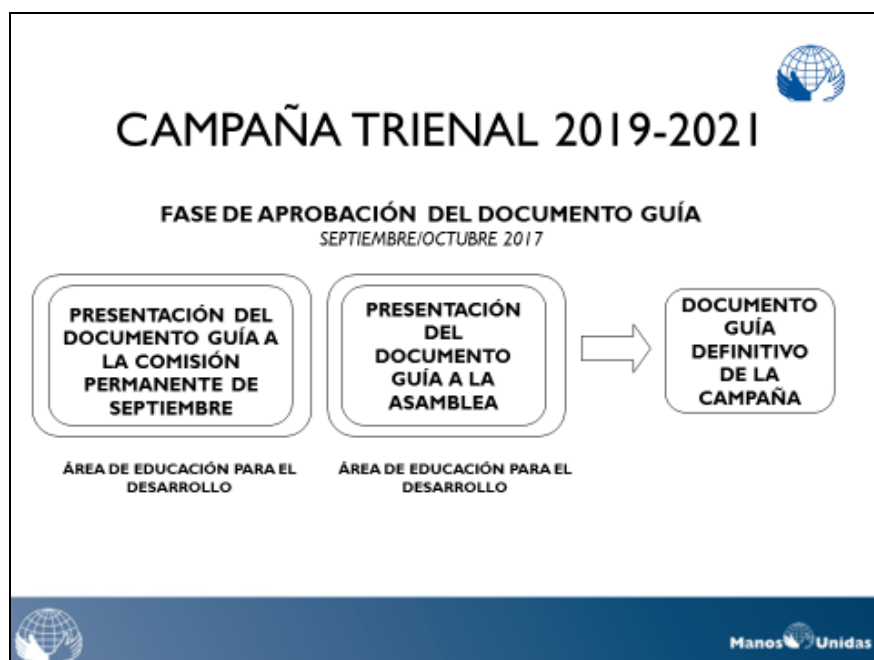 CAMPAÑA TRIENAL 2019-2021
FASE DE APROBACIÓN DEL DOCUMENTO GUÍA
SEPTIEMBRE/OCTUBRE 2017
PRESENTACIÓN DEL
DOCUMENTO GUÍA A
LA COMISIÓN
PERMANENTE DE
SEPTIEMBRE
PRESENTACIÓN
DEL
DOCUMENTO
GUÍA A LA
ASAMBLEA
DOCUMENTO
GUÍA
DEFINITIVO
DE LA
CAMPAÑA
ÁREA DE EDUCACIÓN PARA EL
DESARROLLO
ÁREA DE EDUCACIÓN PARA EL
DESARROLLO
Manos Unidas